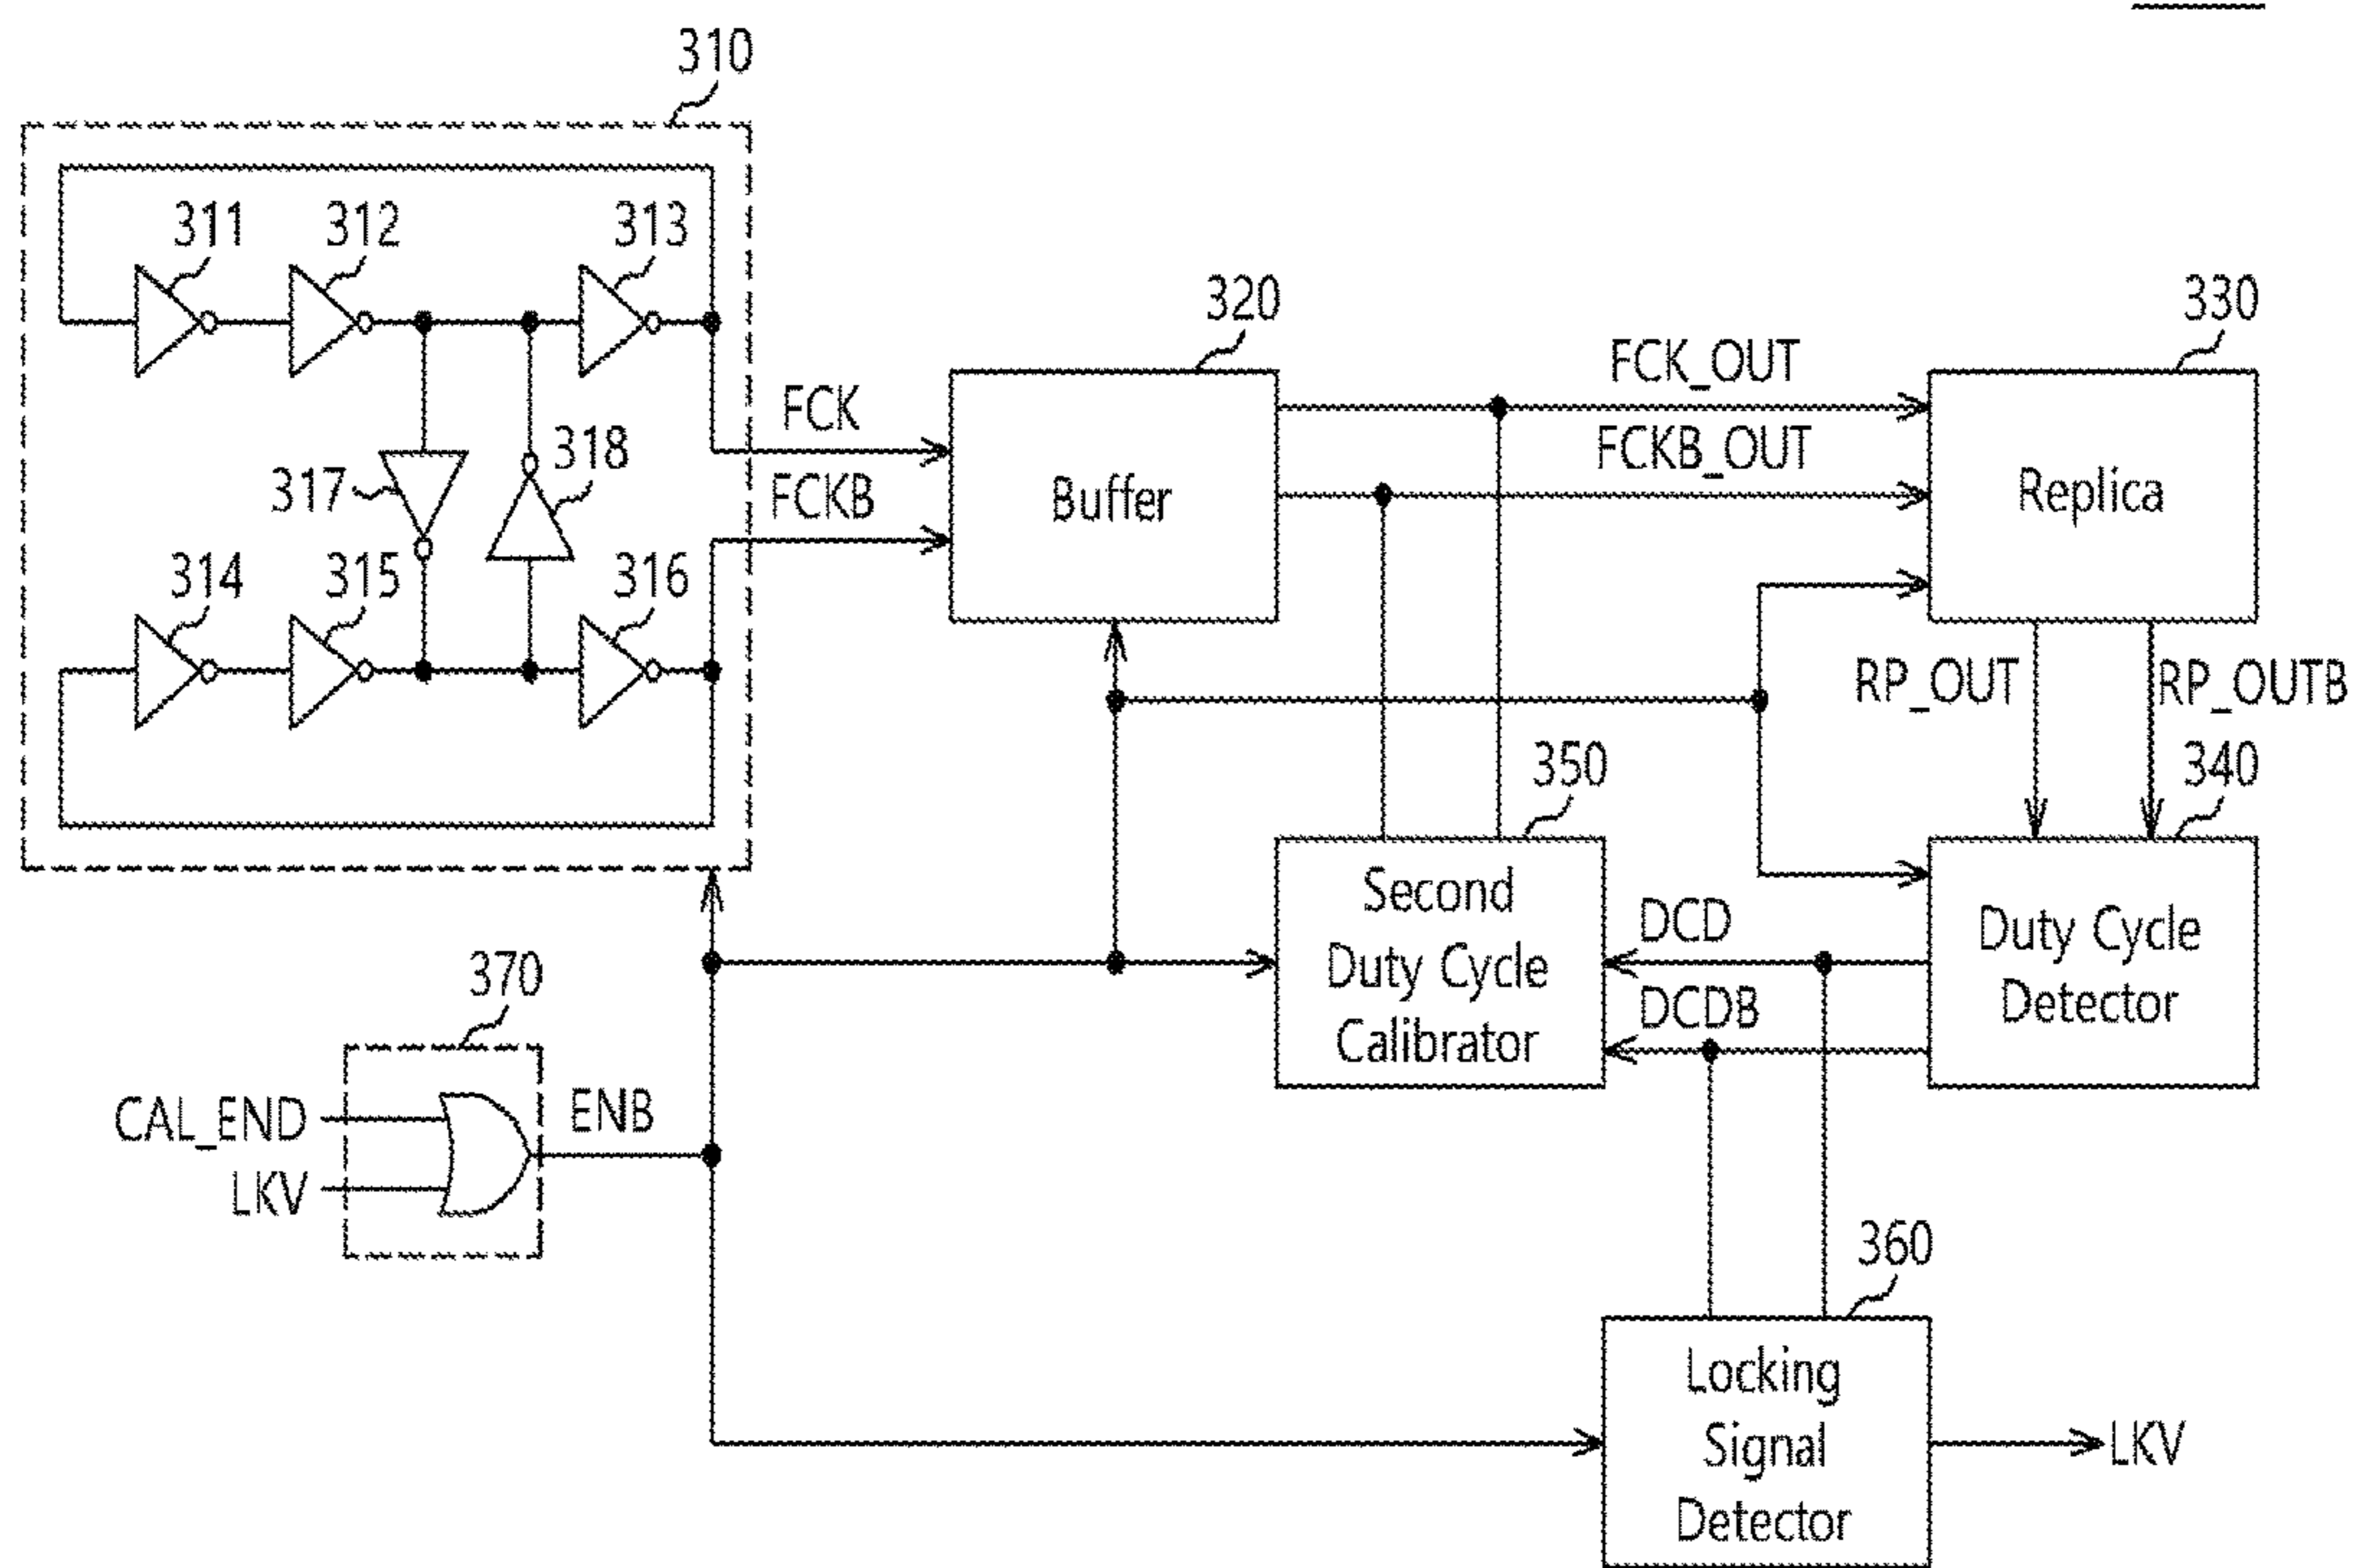 310
311
312
313
320
330
FCK_OUT
FCK
318
FCKB_OUT
317
FCKB
Buffer
Replica
314
315
316
RP_OUT
RP_OUTB
350
340
Second
Duty Cycle
Calibrator
DCD
DCDB
Duty Cycle
Detector
370
CAL_END
ENB
LKV
360
Locking
Signal
Detector
LKV